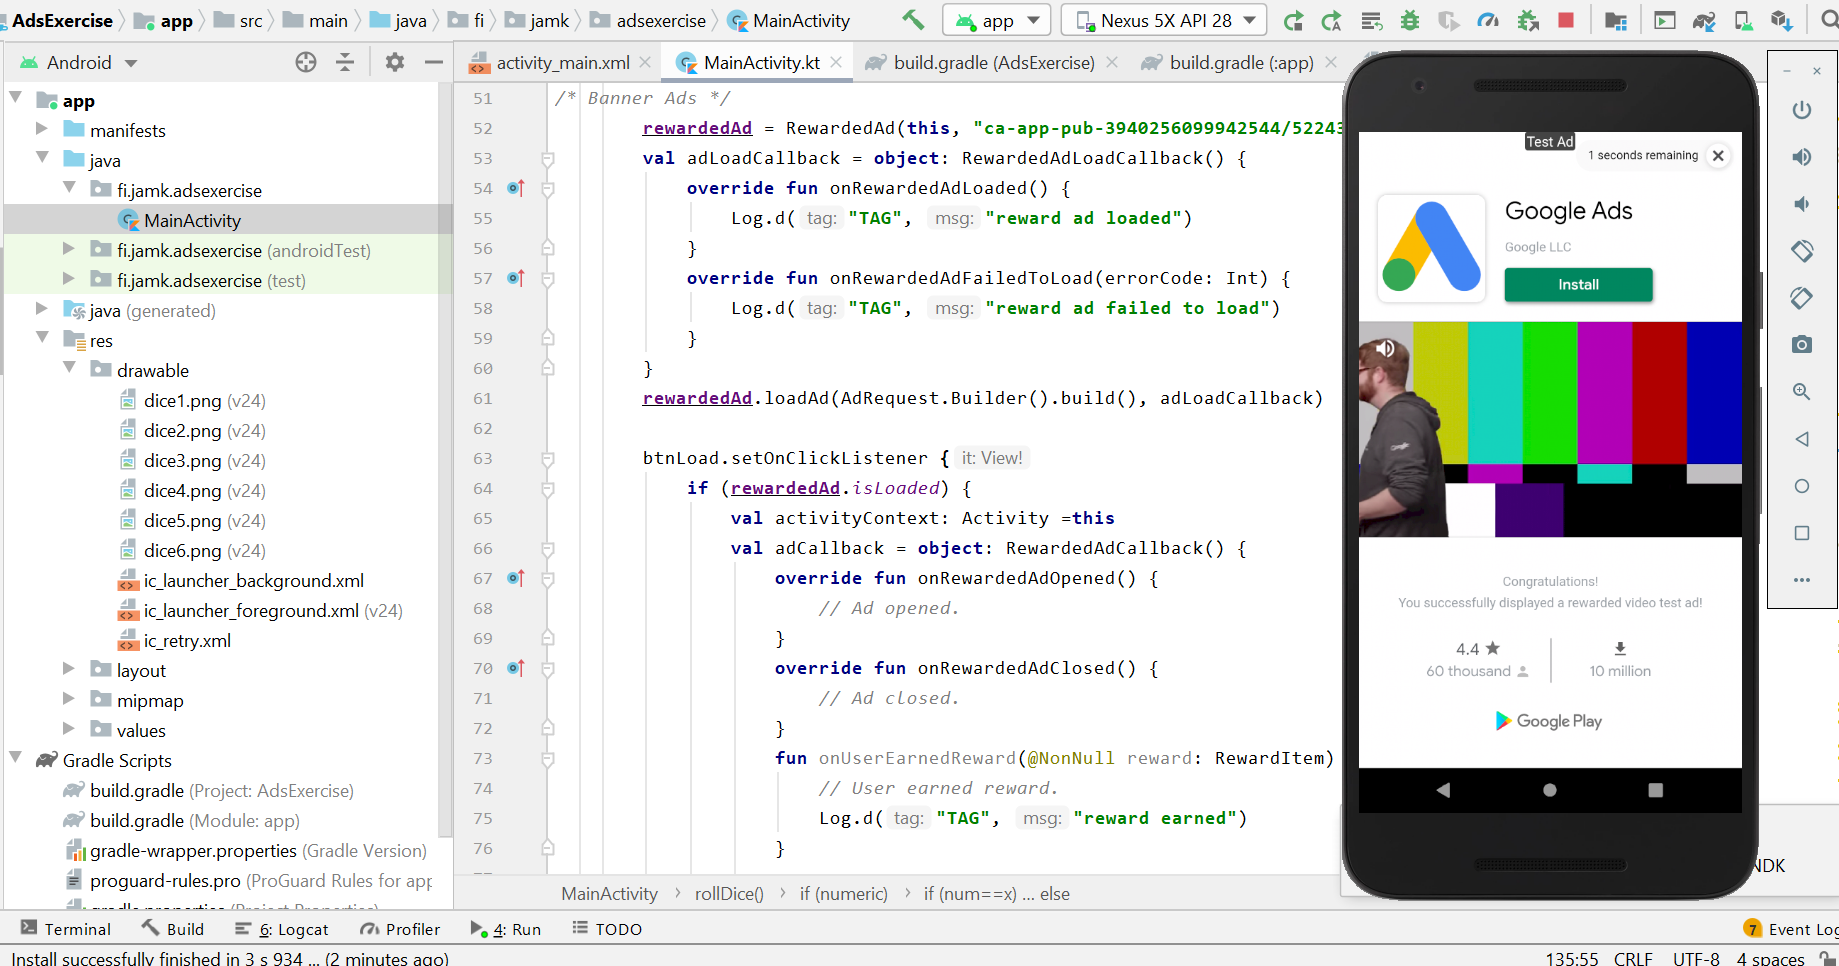 AdsExercise app src main java fi jamk adsexercise MainActivity app Nexus 5X API 28
Android
activity_main.xml MainActivity.kt build.gradle (AdsExercise) build.gradle (:app)
app
manifests
java
fi.jamk.adsexercise
MainActivity
fi.jamk.adsexercise (androidTest)
fi.jamk.adsexercise (test)
java (generated)
res
drawable
dice1.png (v24)
dice2.png (v24)
dice3.png (v24)
dice4.png (v24)
dice5.png (v24)
dice6.png (v24)
ic_launcher_background.xml
ic_launcher_foreground.xml (v24)
ic_retry.xml
layout
mipmap
values
Gradle Scripts
build.gradle (Project: AdsExercise)
build.gradle (Module: app)
gradle-wrapper.properties (Gradle Version)
proguard-rules.pro (ProGuard Rules for app
gradle.properties (Project Properties)
51 /* Banner Ads */
52 rewardedAd = RewardedAd(this, "ca-app-pub-3940256099942544/52243
53 val adLoadCallback = object: RewardedAdLoadCallback() {
54 override fun onRewardedAdLoaded() {
55 Log.d( tag: "TAG", msg: "reward ad loaded")
56 }
57 override fun onRewardedAdFailedToLoad(errorCode: Int) {
58 Log.d( tag: "TAG", msg: "reward ad failed to load")
59 }
60 }
61 rewardedAd.loadAd(AdRequest.Builder().build(), adLoadCallback)
62
63 btnLoad.setOnClickListener { it: View!
64 if (rewardedAd.isLoaded) {
65 val activityContext: Activity =this
66 val adCallback = object: RewardedAdCallback() {
67 override fun onRewardedAdOpened() {
68 // Ad opened.
69 }
70 override fun onRewardedAdClosed() {
71 // Ad closed.
72 }
73 fun onUserEarnedReward(@NonNull reward: RewardItem)
74 // User earned reward.
75 Log.d( tag: "TAG", msg: "reward earned")
76 }
MainActivity › rollDice() › if (numeric) › if (num==x) ... else
Test Ad
1 seconds remaining
Google Ads
Google LLC
Install
Congratulations!
You successfully displayed a rewarded video test ad!
4.4
60 thousand
10 million
Google Play
NDK
Terminal Build 6: Logcat Profiler 4: Run TODO 7 Event Log
Install successfully finished in 3 s 934 ... (2 minutes ago) 135:55 CRLF UTF-8 4 spaces